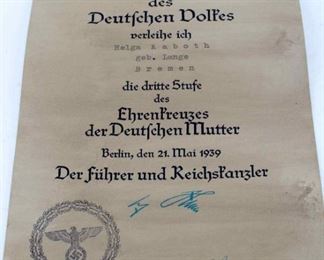 des
Deutschen Volkes
verleihe ich
Helga Kaboth
geb. Lange
Bremen
die dritte Stufe
des
Ehrenkreuzes
der Deutschen Mutter
Berlin, den 21. Mai 1939
Der Führer und Reichskanzler